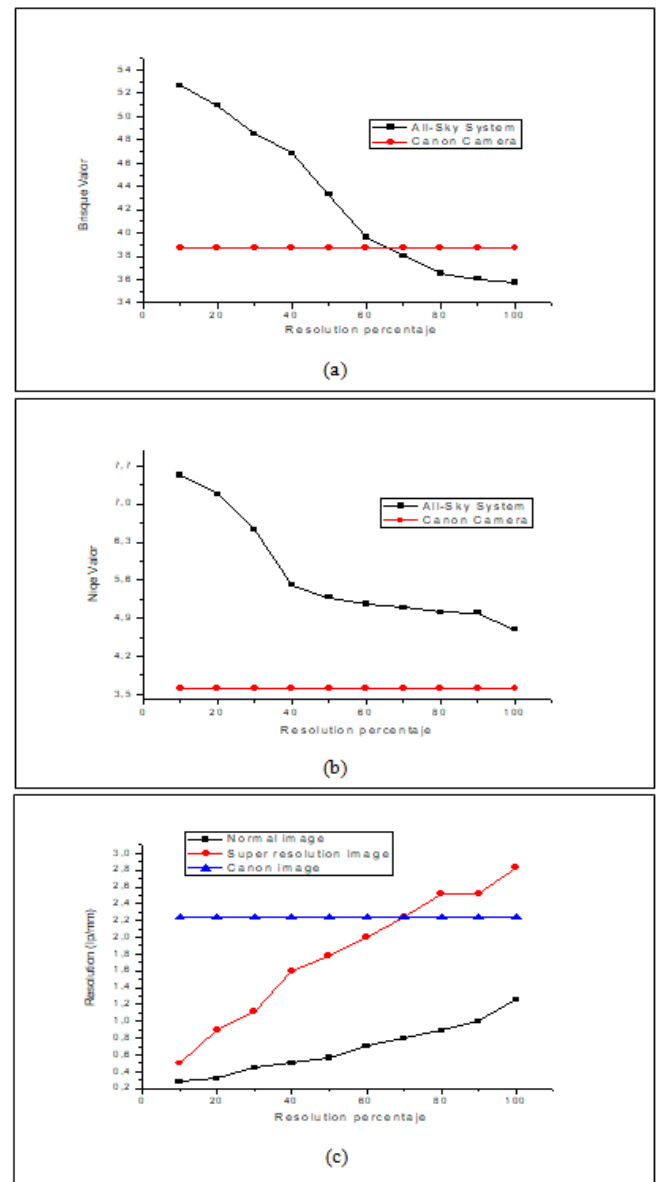 54
52
50
48
46
44
42
40
38
36
34
Brisque Valor
All-Sky System
Canon Camera
0 20 40 60 80 100
Resolution percentaje
(a)
7,7
7,0
6,3
5,6
4,9
4,2
3,5
Niqe Valor
All-Sky System
Canon Camera
0 20 40 60 80 100
Resolution percentaje
(b)
Normal image
Super resolution image
Canon image
3,0
2,8
2,6
2,4
2,2
2,0
1,8
1,6
1,4
1,2
1,0
0,8
0,6
0,4
0,2
Resolution (lp/mm)
0 20 40 60 80 100
Resolution percentaje
(c)